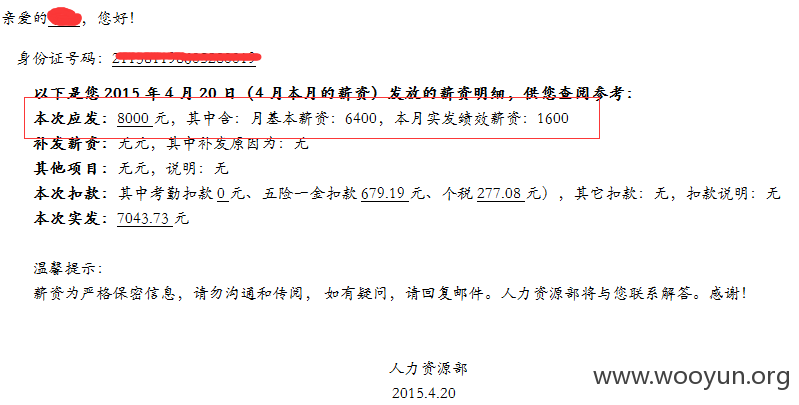 亲爱的 ，您好！
身份证号码：
以下是您 2015 年 4 月 20 日（4 月本月的薪资）发放的薪资明细，供您查阅参考：
本次应发：8000 元，其中含：月基本薪资：6400，本月实发绩效薪资：1600
补发薪资：无元，其中补发原因为：无
其他项目：无元，说明：无
本次扣款：其中考勤扣款 0 元、五险一金扣款 679.19 元、个税 277.08 元），其它扣款：无，扣款说明：无
本次实发：7043.73 元
温馨提示：
薪资为严格保密信息，请勿沟通和传阅， 如有疑问，请回复邮件。人力资源部将与您联系解答。感谢！
人力资源部
2015.4.20
www.wooyun.org